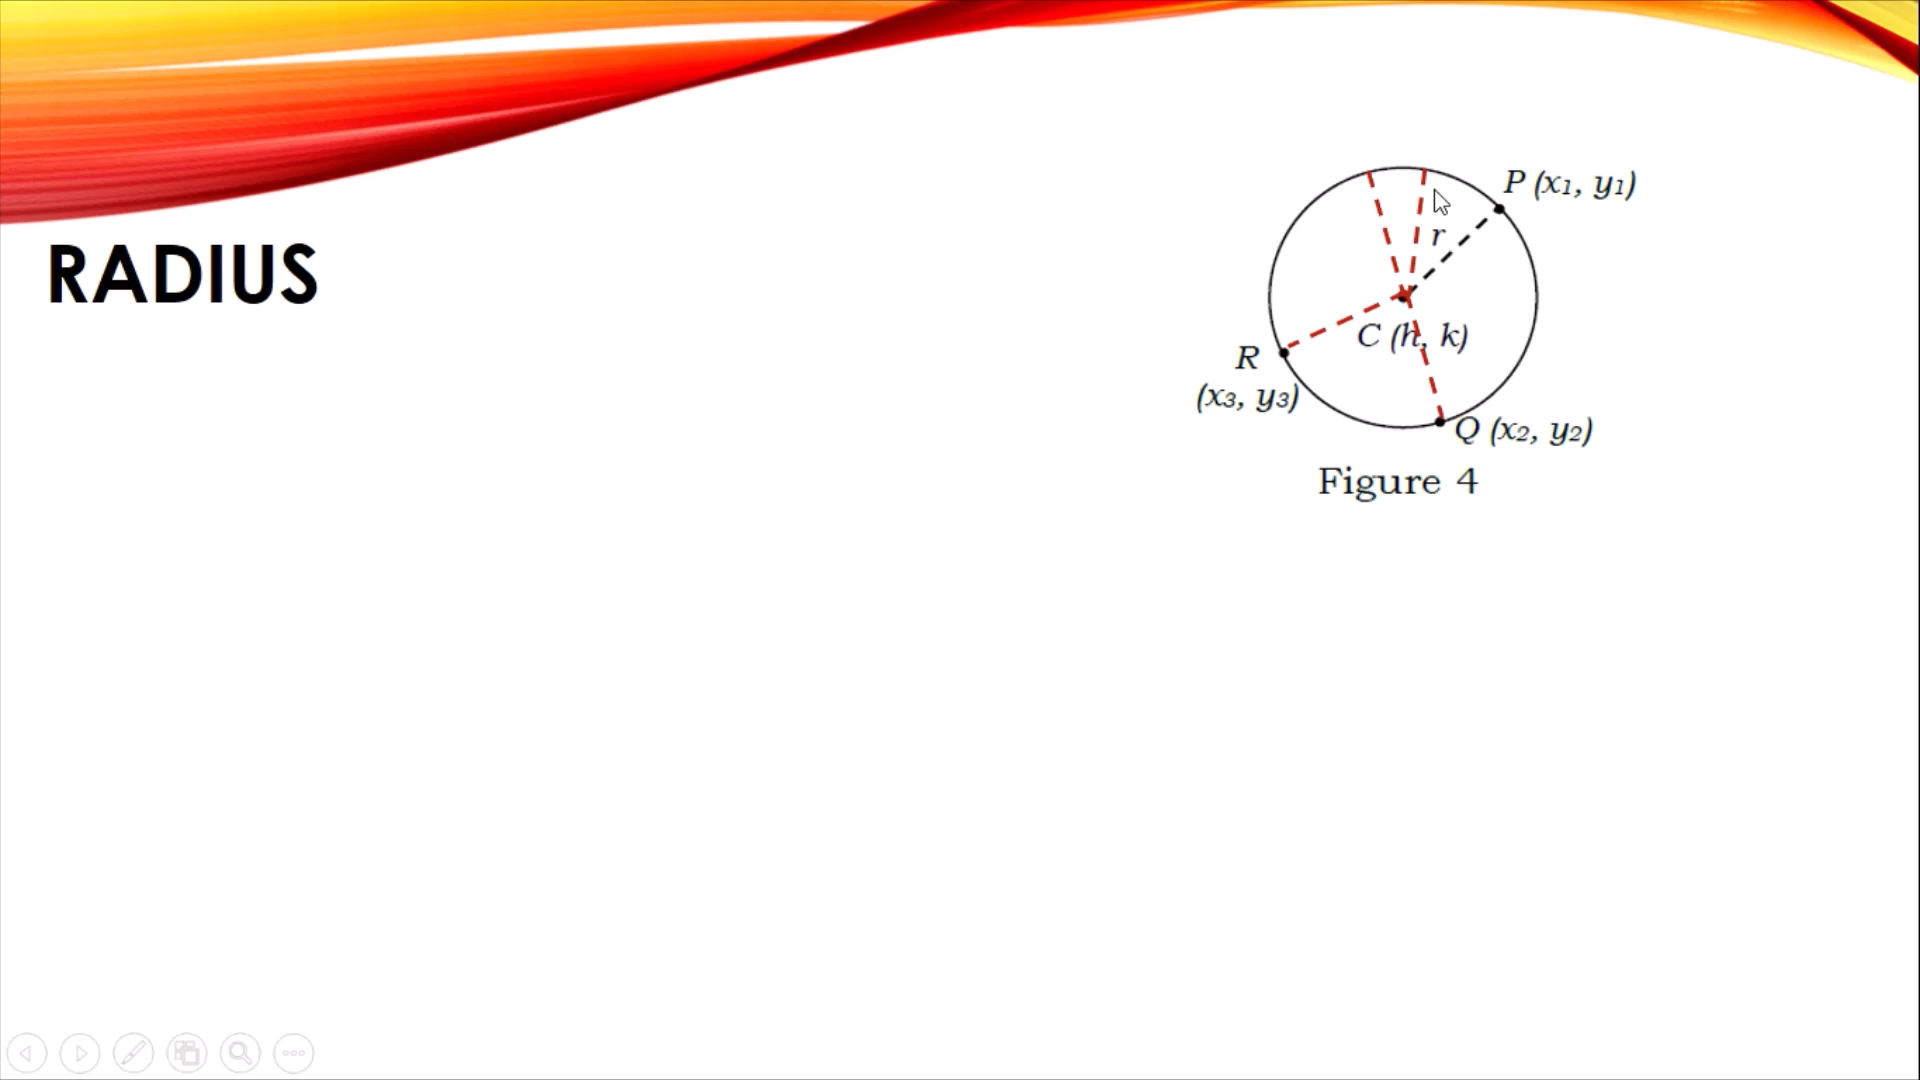 RADIUS
P (x₁, y₁)
r
C (h, k)
R
(x₃, y₃)
Q (x₂, y₂)
Figure 4